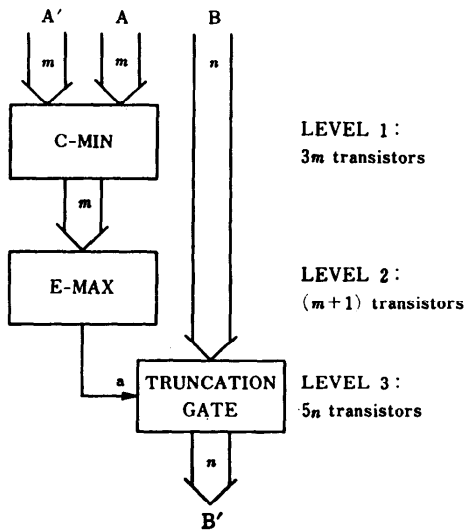 A′ A B
m m n
C-MIN
LEVEL 1:
3m transistors
m
E-MAX
LEVEL 2:
(m+1) transistors
a
TRUNCATION
GATE
LEVEL 3:
5n transistors
n
B′